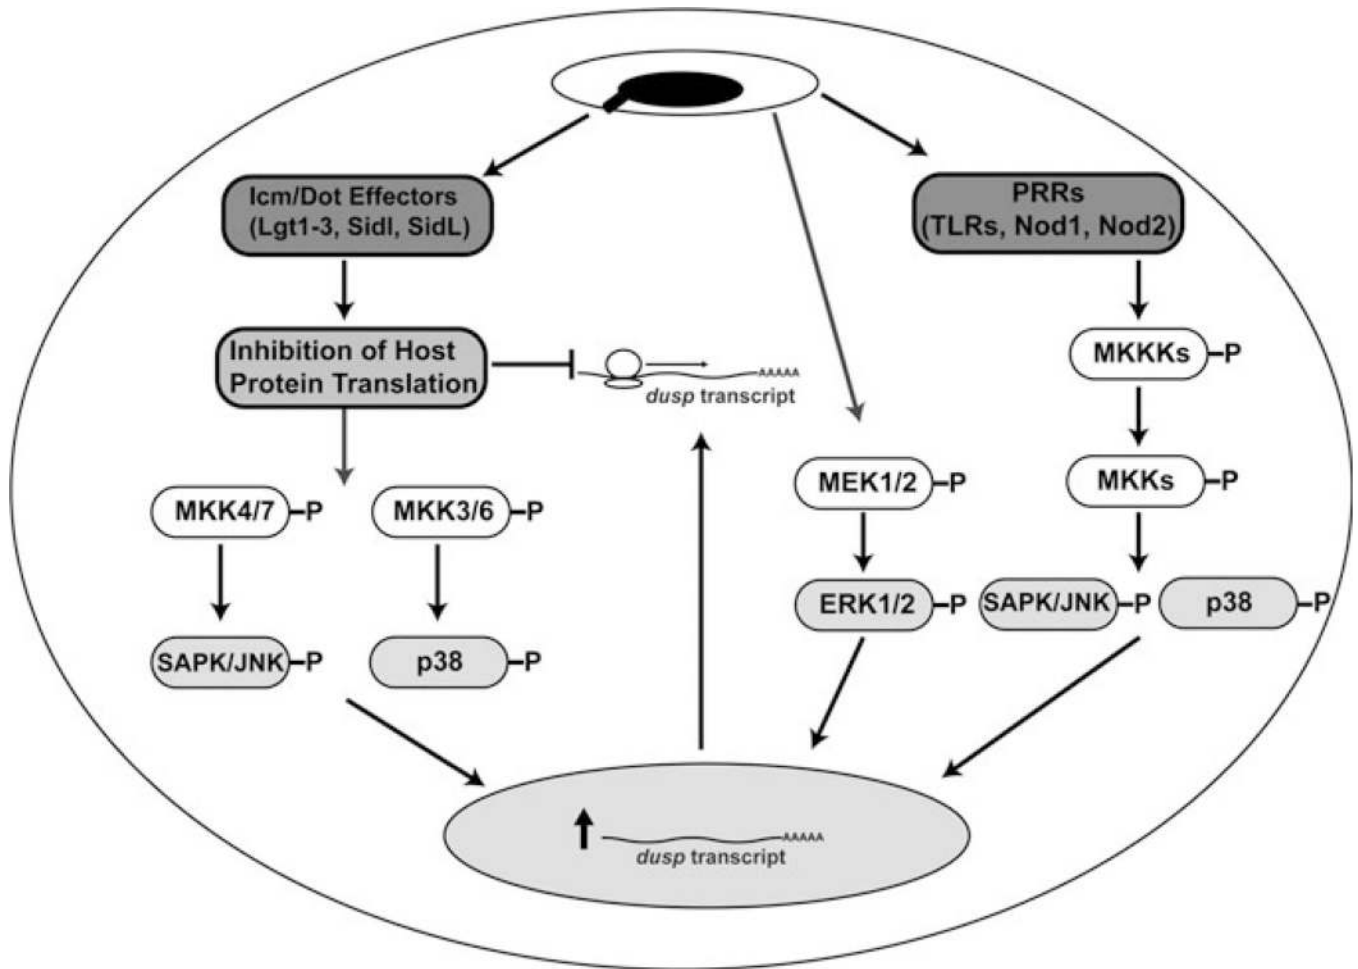 Icm/Dot Effectors
(Lgt1-3, SidI, SidL)
PRRs
(TLRs, Nod1, Nod2)
Inhibition of Host
Protein Translation
AAAAA
dusp transcript
MKKKs
P
MEK1/2
P
MKKs
P
MKK4/7
P
MKK3/6
P
ERK1/2
P
SAPK/JNK
P
p38
P
SAPK/JNK
P
p38
P
AAAAA
dusp transcript